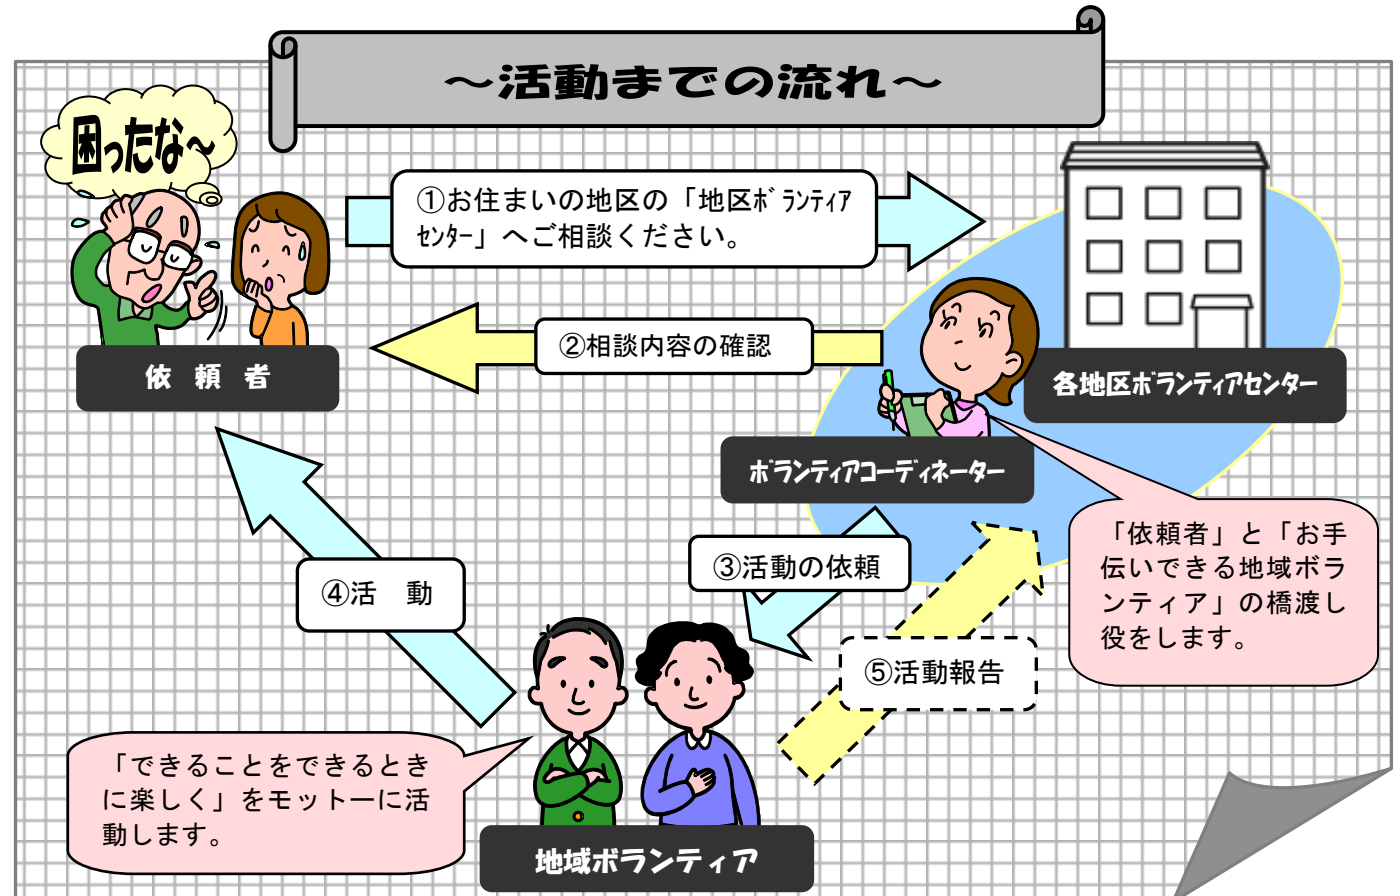 ～活動までの流れ～
困ったな～
①お住まいの地区の「地区ﾎﾞﾗﾝﾃｨｱ
ｾﾝﾀｰ」へご相談ください。
②相談内容の確認
依 頼 者
各地区ボランティアセンター
ボランティアコーディネーター
「依頼者」と「お手
伝いできる地域ボラ
ンティア」の橋渡し
役をします。
③活動の依頼
④活　動
⑤活動報告
「できることをできるとき
に楽しく」をモットーに活
動します。
地域ボランティア